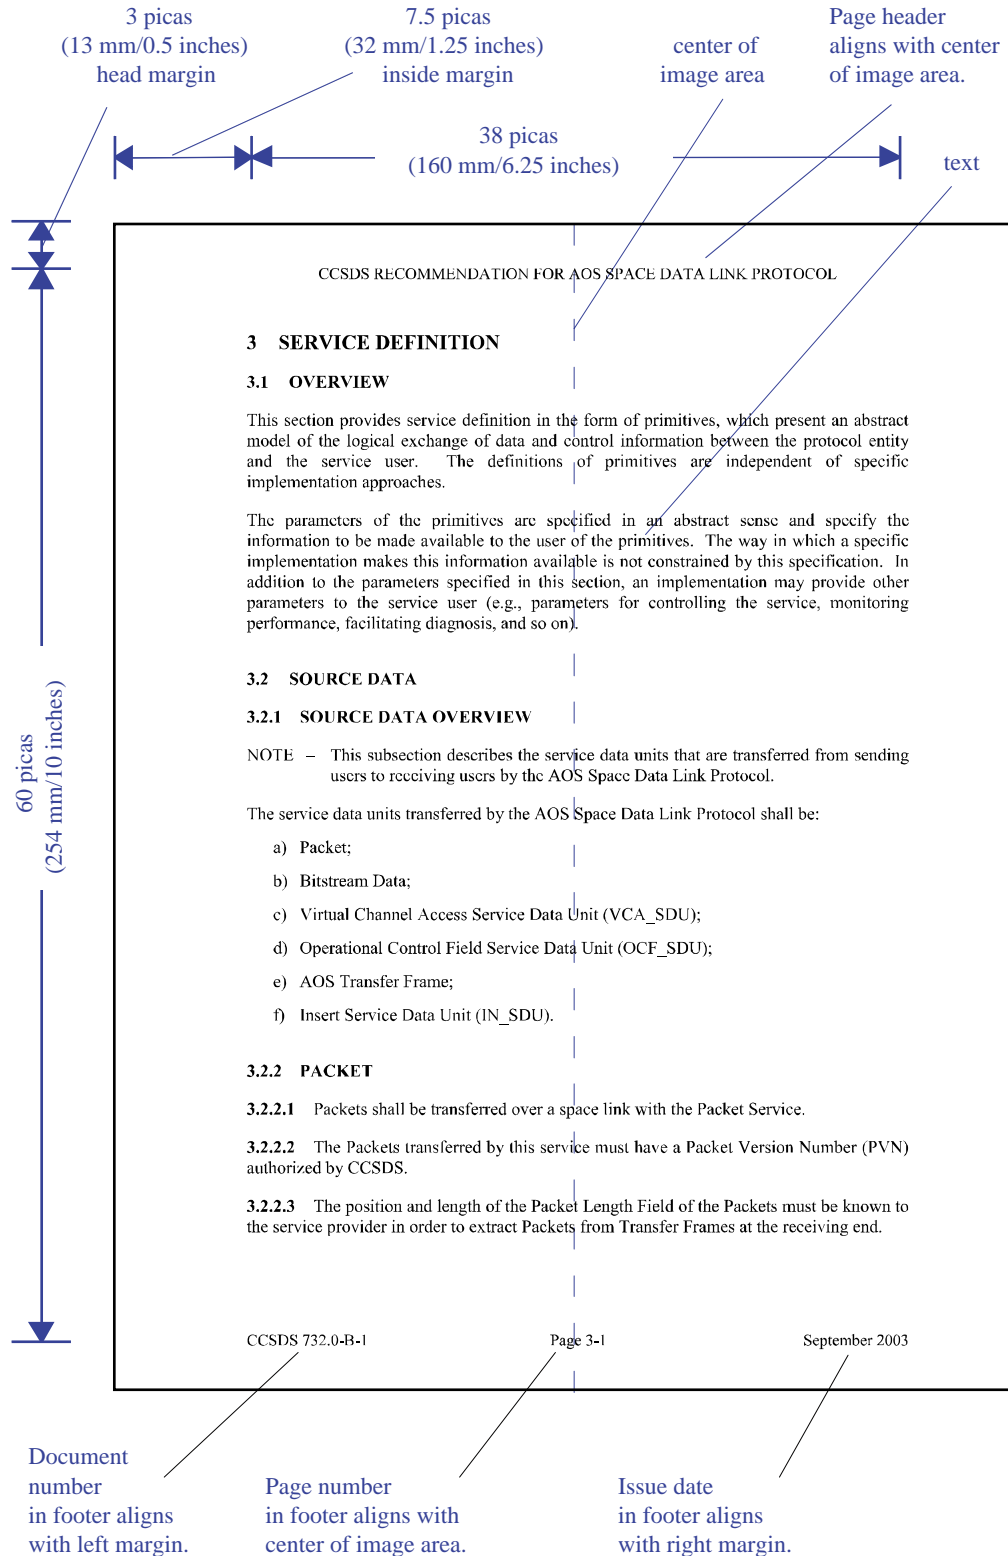 3 picas
(13 mm/0.5 inches)
head margin
7.5 picas
(32 mm/1.25 inches)
inside margin
center of
image area
Page header
aligns with center
of image area.
38 picas
(160 mm/6.25 inches)
text
60 picas
(254 mm/10 inches)
CCSDS RECOMMENDATION FOR AOS SPACE DATA LINK PROTOCOL
3 SERVICE DEFINITION
3.1 OVERVIEW
This section provides service definition in the form of primitives, which present an abstract
model of the logical exchange of data and control information between the protocol entity
and the service user. The definitions of primitives are independent of specific
implementation approaches.
The parameters of the primitives are specified in an abstract sense and specify the
information to be made available to the user of the primitives. The way in which a specific
implementation makes this information available is not constrained by this specification. In
addition to the parameters specified in this section, an implementation may provide other
parameters to the service user (e.g., parameters for controlling the service, monitoring
performance, facilitating diagnosis, and so on).
3.2 SOURCE DATA
3.2.1 SOURCE DATA OVERVIEW
NOTE – This subsection describes the service data units that are transferred from sending
users to receiving users by the AOS Space Data Link Protocol.
The service data units transferred by the AOS Space Data Link Protocol shall be:
a) Packet;
b) Bitstream Data;
c) Virtual Channel Access Service Data Unit (VCA_SDU);
d) Operational Control Field Service Data Unit (OCF_SDU);
e) AOS Transfer Frame;
f) Insert Service Data Unit (IN_SDU).
3.2.2 PACKET
3.2.2.1 Packets shall be transferred over a space link with the Packet Service.
3.2.2.2 The Packets transferred by this service must have a Packet Version Number (PVN)
authorized by CCSDS.
3.2.2.3 The position and length of the Packet Length Field of the Packets must be known to
the service provider in order to extract Packets from Transfer Frames at the receiving end.
CCSDS 732.0-B-1
Page 3-1
September 2003
Document
number
in footer aligns
with left margin.
Page number
in footer aligns with
center of image area.
Issue date
in footer aligns
with right margin.